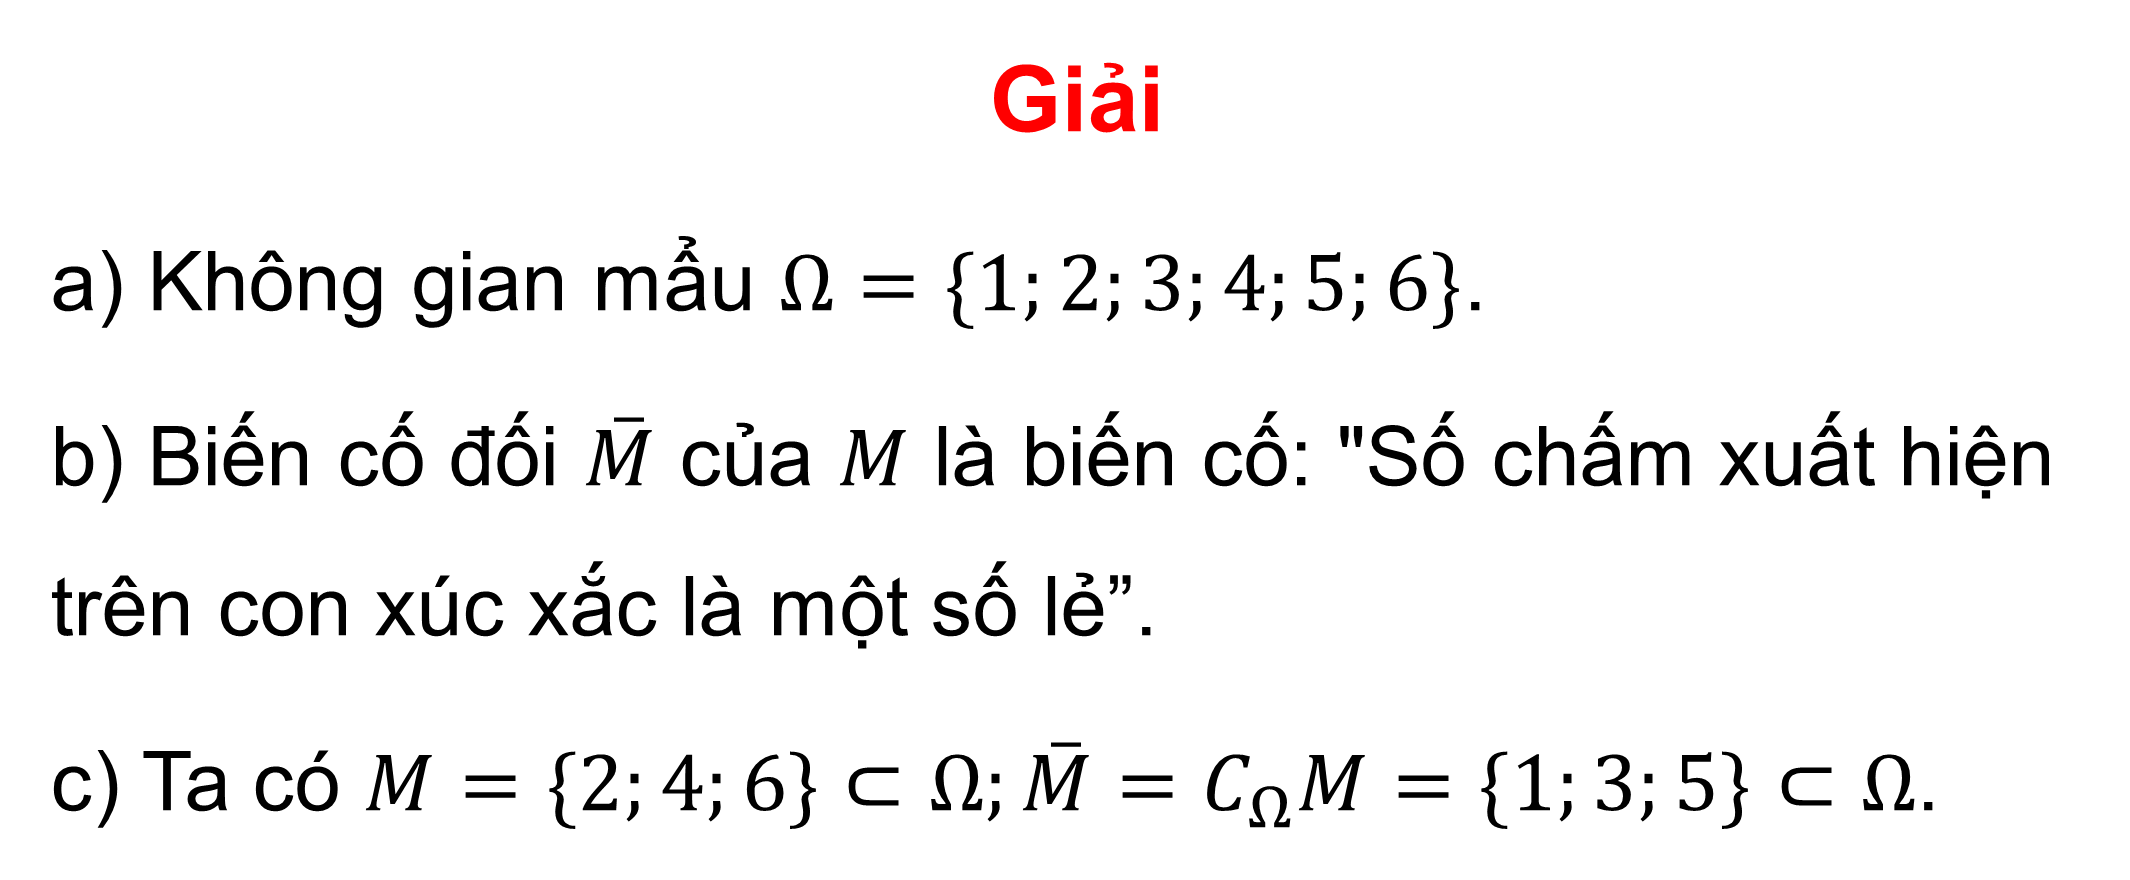 Giải
a) Không gian mẩu Ω = {1; 2; 3; 4; 5; 6}.
b) Biến cố đối M̄ của M là biến cố: "Số chấm xuất hiện
trên con xúc xắc là một số lẻ”.
c) Ta có M = {2; 4; 6} ⊂ Ω; M̄ = C_Ω M = {1; 3; 5} ⊂ Ω.